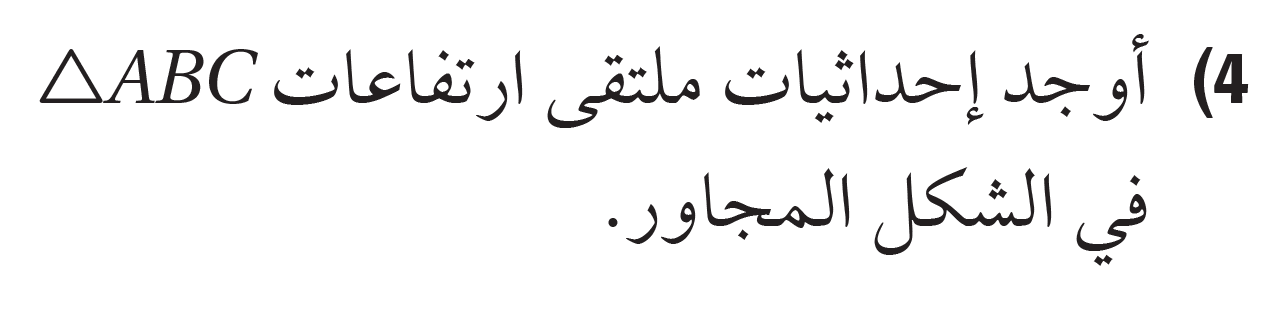 4) أوجد إحداثيات ملتقى ارتفاعات △ABC
في الشكل المجاور.